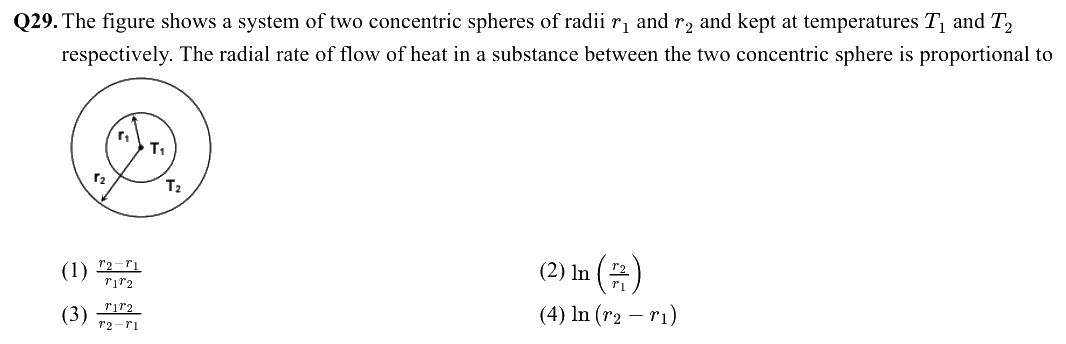 Q29. The figure shows a system of two concentric spheres of radii r₁ and r₂ and kept at temperatures T₁ and T₂
respectively. The radial rate of flow of heat in a substance between the two concentric sphere is proportional to
r₁
T₁
r₂
T₂
(1) \frac{r₂−r₁}{r₁r₂}
(2) ln (\frac{r₂}{r₁})
(3) \frac{r₁r₂}{r₂−r₁}
(4) ln (r₂ − r₁)